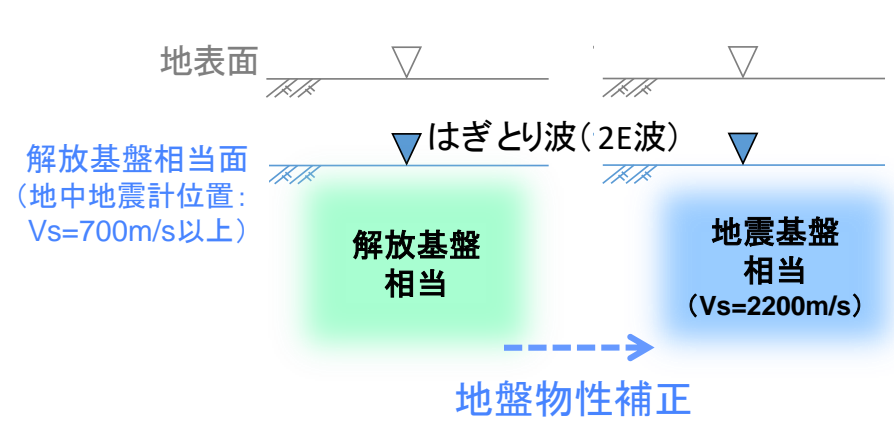 地表面
はぎとり波（2E波）
解放基盤相当面
（地中地震計位置：
Vs=700m/s以上）
解放基盤
相当
地震基盤
相当
（Vs=2200m/s）
地盤物性補正